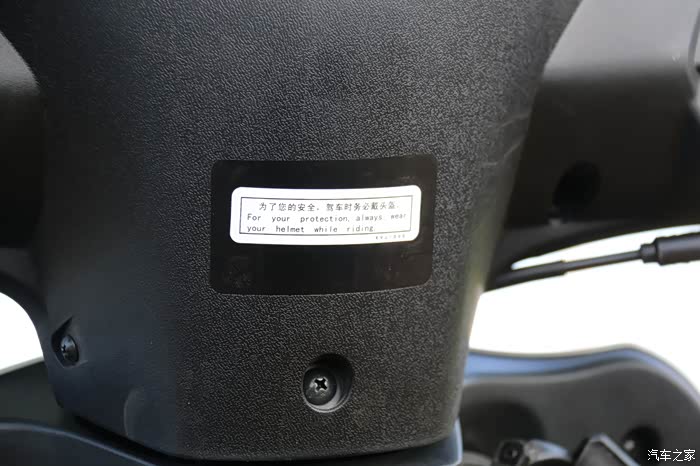 为了您的安全，驾车时务必戴头盔
For your protection, always wear
your helmet while riding.
汽车之家